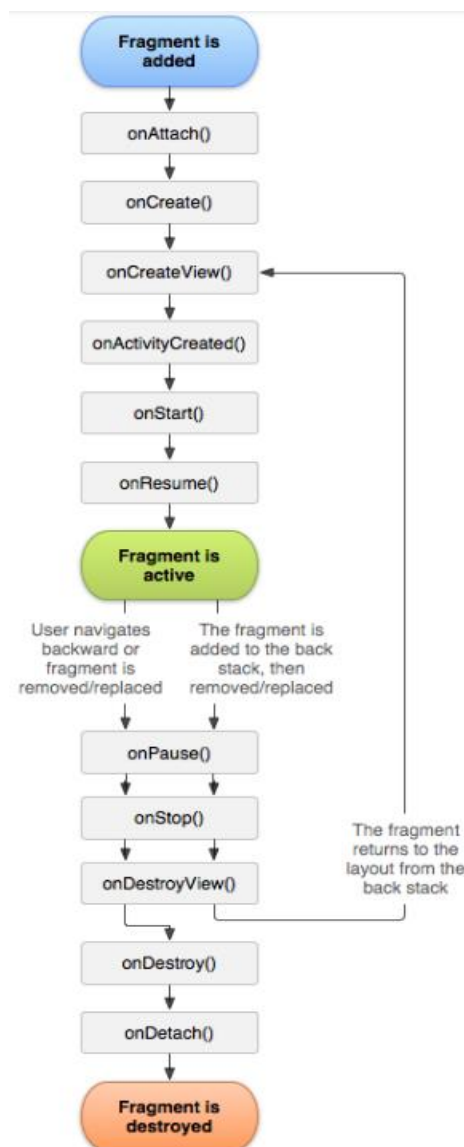 Fragment is
added
onAttach()
onCreate()
onCreateView()
onActivityCreated()
onStart()
onResume()
Fragment is
active
User navigates
backward or
fragment is
removed/replaced
The fragment is
added to the back
stack, then
removed/replaced
onPause()
onStop()
onDestroyView()
The fragment
returns to the
layout from the
back stack
onDestroy()
onDetach()
Fragment is
destroyed